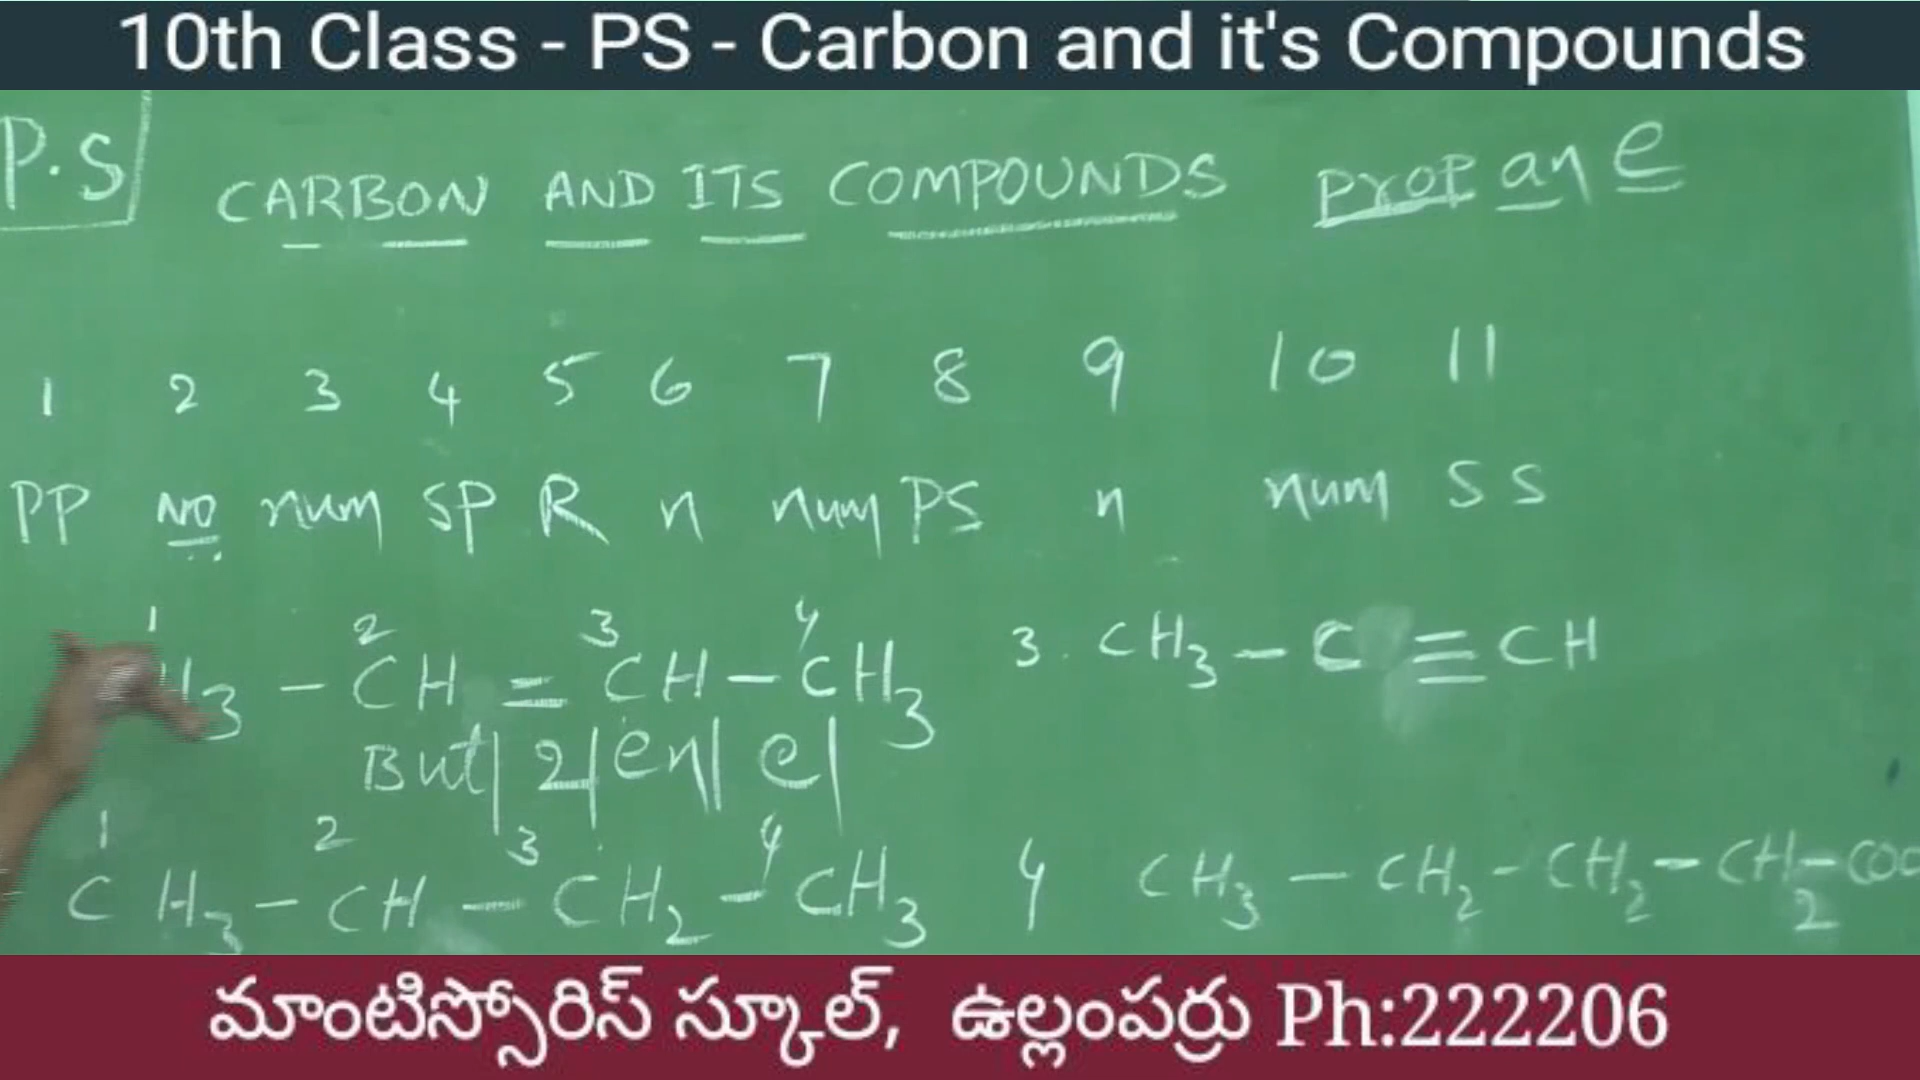 10th Class - PS - Carbon and it's Compounds
P.S CARBON AND ITS COMPOUNDS PROPane
1 2 3 4 5 6 7 8 9 10 11
PP NO num SP R n num PS n num SS
1 2 3 4
H3 - CH = CH - CH3 3. CH3 - C ≡ CH
But|2|en|e|
1 2 3 4
CH3 - CH - CH2 - CH3 4 CH3 - CH2 - CH2 - CH2 - COO
మాంటిస్సోరిస్ స్కూల్, ఉల్లంపర్రు Ph:222206